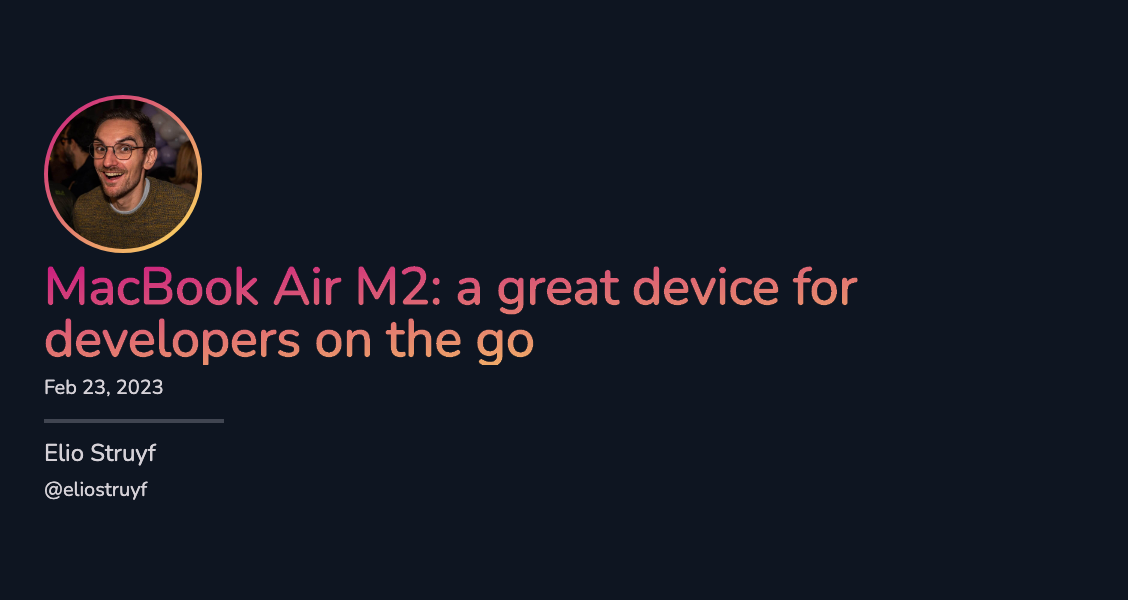 MacBook Air M2: a great device for
developers on the go
Feb 23, 2023
Elio Struyf
@eliostruyf